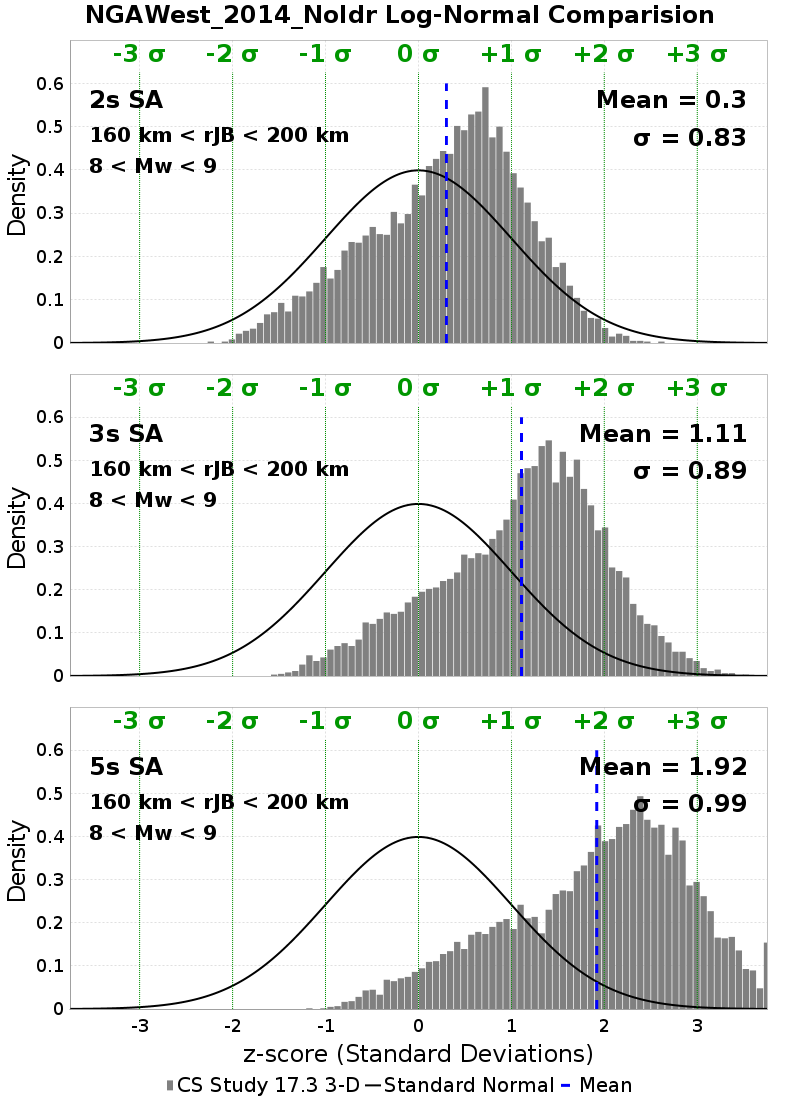 NGAWest_2014_NoIdr Log-Normal Comparision
-3 σ -2 σ -1 σ 0 σ +1 σ +2 σ +3 σ
2s SA Mean = 0.3
160 km < rJB < 200 km σ = 0.83
8 < Mw < 9
0.6
0.5
0.4
0.3
0.2
0.1
0
Density
-3 σ -2 σ -1 σ 0 σ +1 σ +2 σ +3 σ
3s SA Mean = 1.11
160 km < rJB < 200 km σ = 0.89
8 < Mw < 9
0.6
0.5
0.4
0.3
0.2
0.1
0
Density
-3 σ -2 σ -1 σ 0 σ +1 σ +2 σ +3 σ
5s SA Mean = 1.92
160 km < rJB < 200 km σ = 0.99
8 < Mw < 9
0.6
0.5
0.4
0.3
0.2
0.1
0
Density
-3 -2 -1 0 1 2 3
z-score (Standard Deviations)
CS Study 17.3 3-D Standard Normal Mean